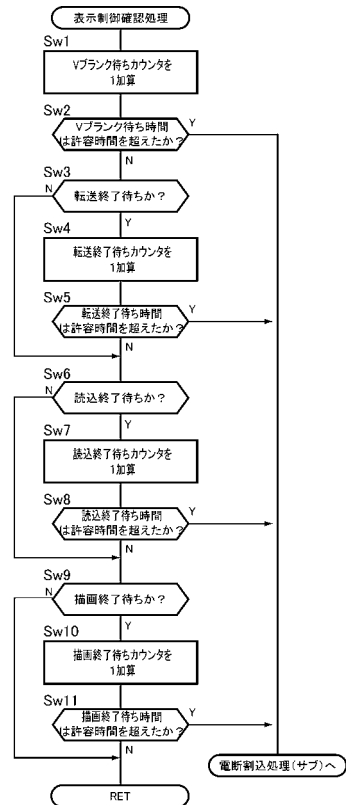 表示制御確認処理
Sw1
Vブランク待ちカウンタを
1加算
Sw2
Vブランク待ち時間
は許容時間を超えたか?
Y
N
Sw3
転送終了待ちか?
N
Y
Sw4
転送終了待ちカウンタを
1加算
Sw5
転送終了待ち時間
は許容時間を超えたか?
Y
N
Sw6
読込終了待ちか?
N
Y
Sw7
読込終了待ちカウンタを
1加算
Sw8
読込終了待ち時間
は許容時間を超えたか?
Y
N
Sw9
描画終了待ちか?
N
Y
Sw10
描画終了待ちカウンタを
1加算
Sw11
描画終了待ち時間
は許容時間を超えたか?
Y
N
電断割込処理(サブ)へ
RET